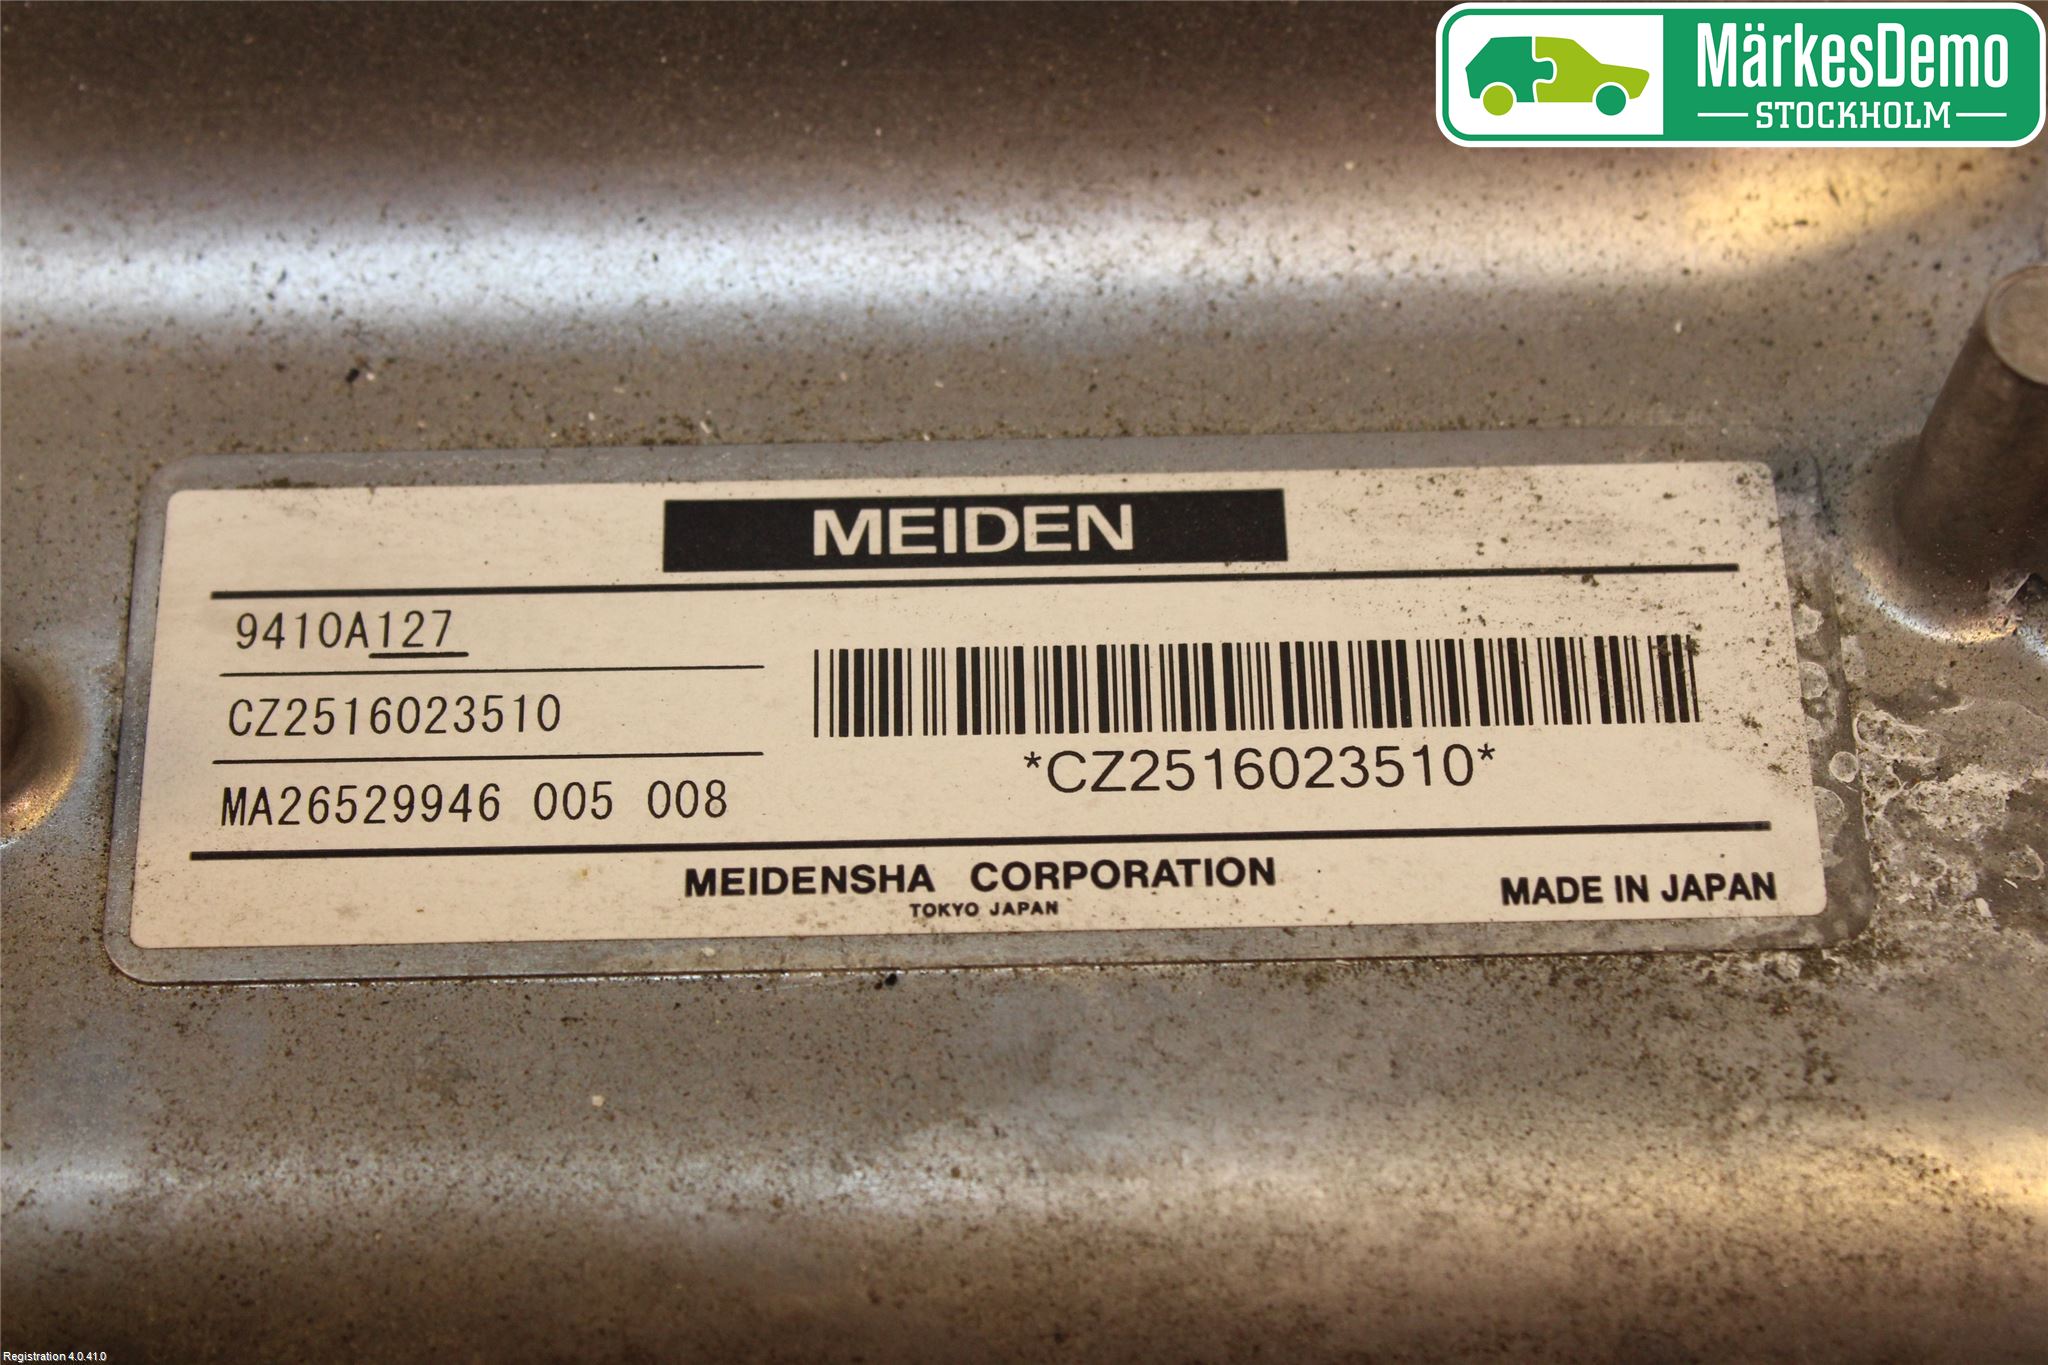 MärkesDemo
STOCKHOLM
MEIDEN
9410A127
CZ2516023510
MA26529946 005 008
*CZ2516023510*
MEIDENSHA CORPORATION
TOKYO JAPAN
MADE IN JAPAN
Registration 4.0.41.0